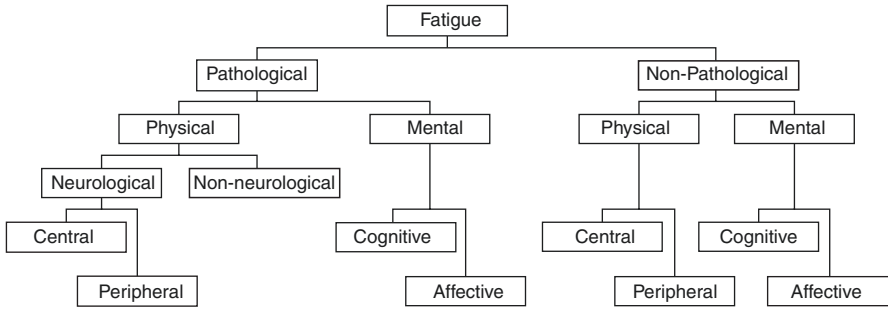 Fatigue
Pathological
Non-Pathological
Physical
Mental
Physical
Mental
Neurological
Non-neurological
Central
Cognitive
Central
Cognitive
Peripheral
Affective
Peripheral
Affective